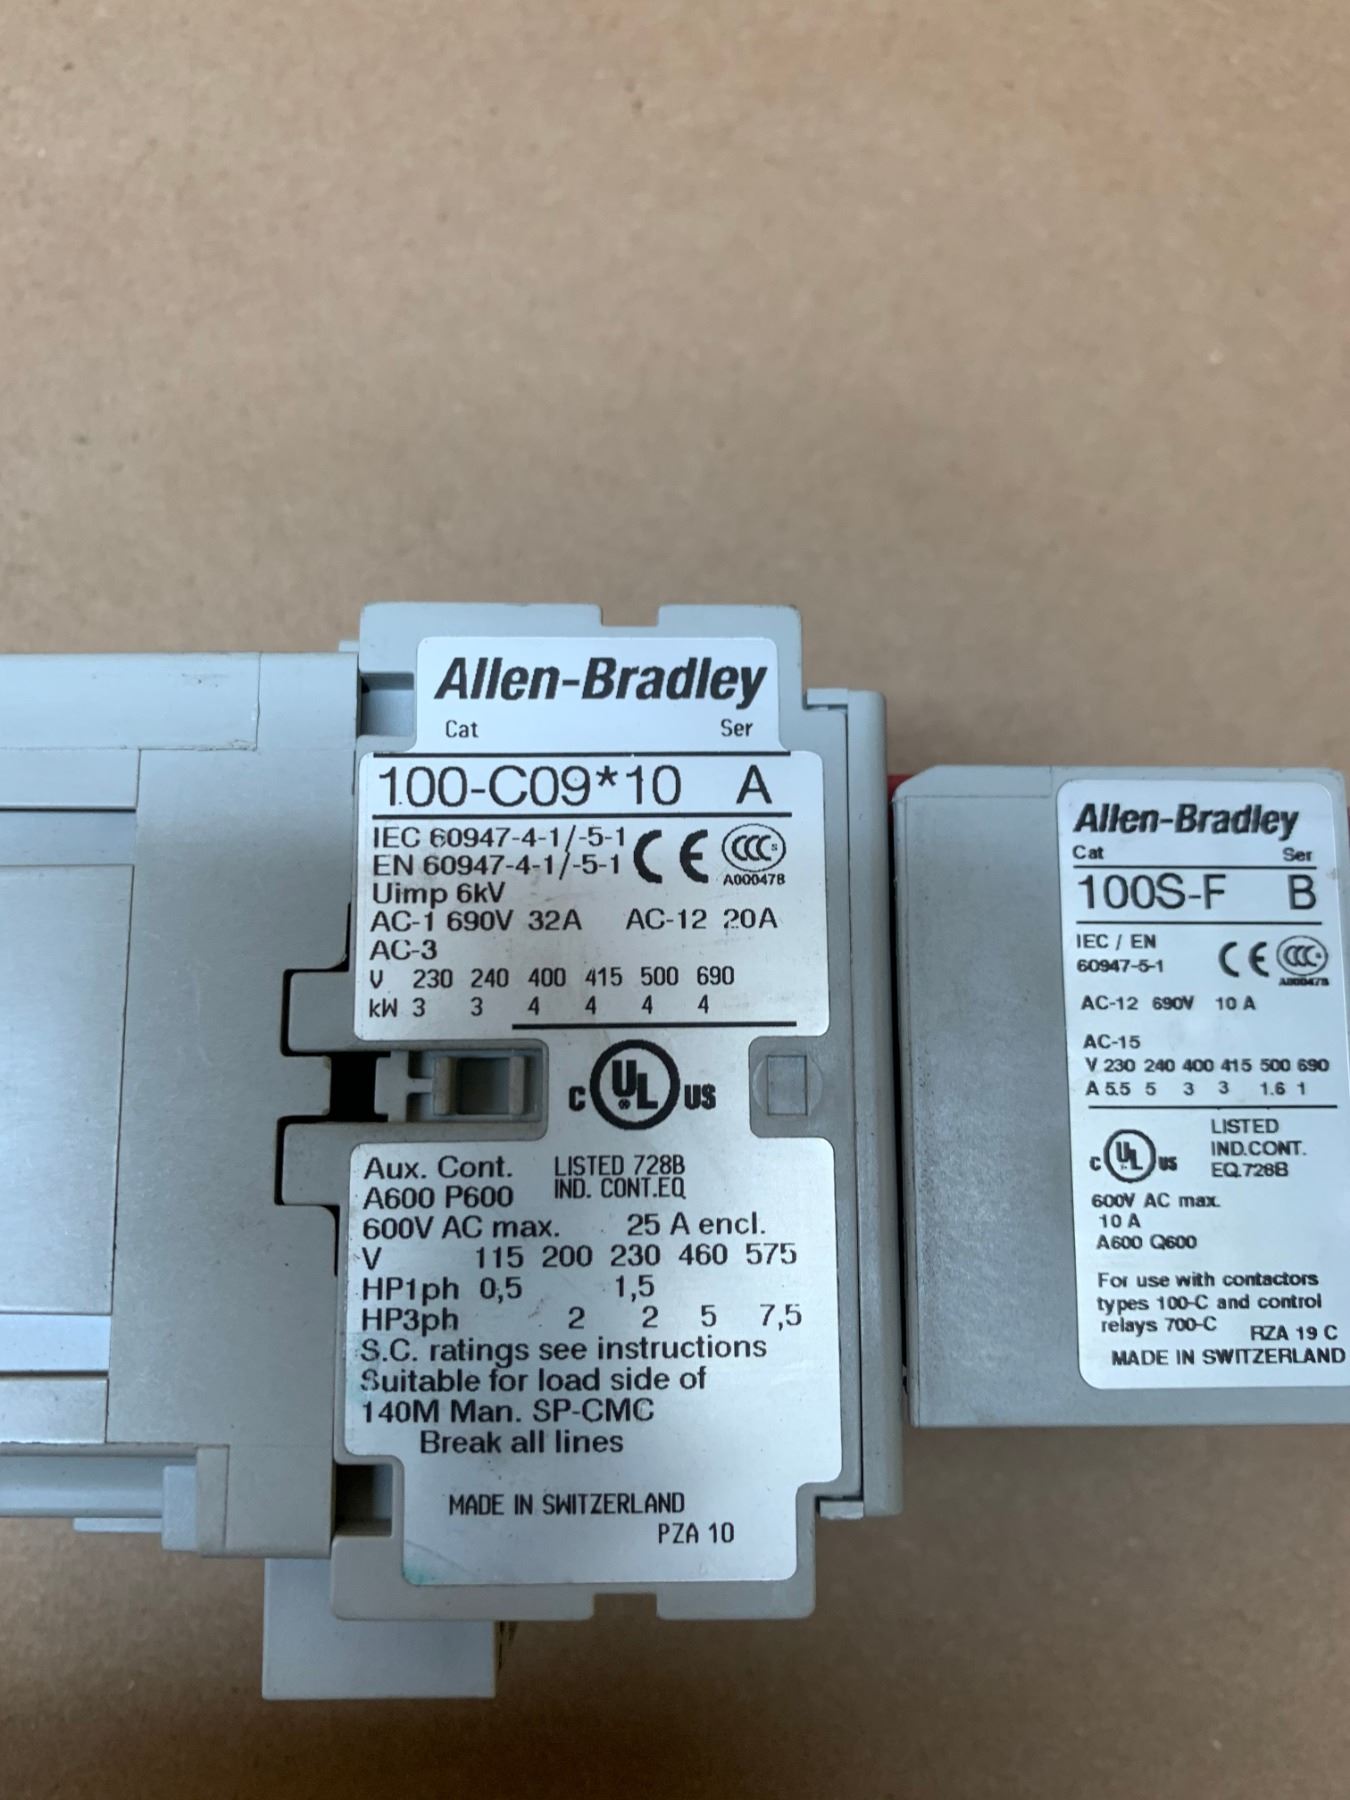 Allen-Bradley
Cat Ser
100-C09*10 A
IEC 60947-4-1/-5-1
EN 60947-4-1/-5-1
CE CCC S
A000478
Uimp 6kV
AC-1 690V 32A AC-12 20A
AC-3
V 230 240 400 415 500 690
kW 3 3 4 4 4 4
C UL ® US
Aux. Cont. LISTED 728B
A600 P600 IND. CONT.EQ
600V AC max. 25 A encl.
V 115 200 230 460 575
HP1ph 0,5 1,5
HP3ph 2 2 5 7,5
S.C. ratings see instructions
Suitable for load side of
140M Man. SP-CMC
Break all lines
MADE IN SWITZERLAND
PZA 10
Allen-Bradley
Cat Ser
100S-F B
IEC / EN
60947-5-1
CE CCC
A000478
AC-12 690V 10 A
AC-15
V 230 240 400 415 500 690
A 5.5 5 3 3 1.6 1
C UL US
LISTED
IND.CONT.
EQ.728B
600V AC max.
10 A
A600 Q600
For use with contactors
types 100-C and control
relays 700-C RZA 19 C
MADE IN SWITZERLAND